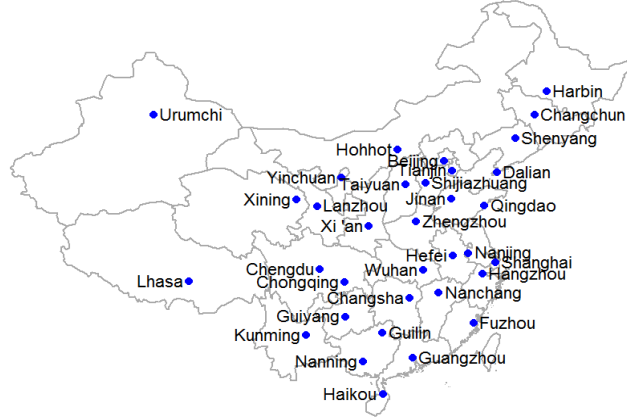 Harbin
Urumchi
Changchun
Shenyang
Hohhot
Beijing
Tianjin
Dalian
Yinchuan
Taiyuan
Shijiazhuang
Xining
Lanzhou
Jinan
Qingdao
Xi 'an
Zhengzhou
Hefei
Nanjing
Shanghai
Chengdu
Wuhan
Hangzhou
Lhasa
Chongqing
Changsha
Nanchang
Guiyang
Fuzhou
Kunming
Guilin
Nanning
Guangzhou
Haikou